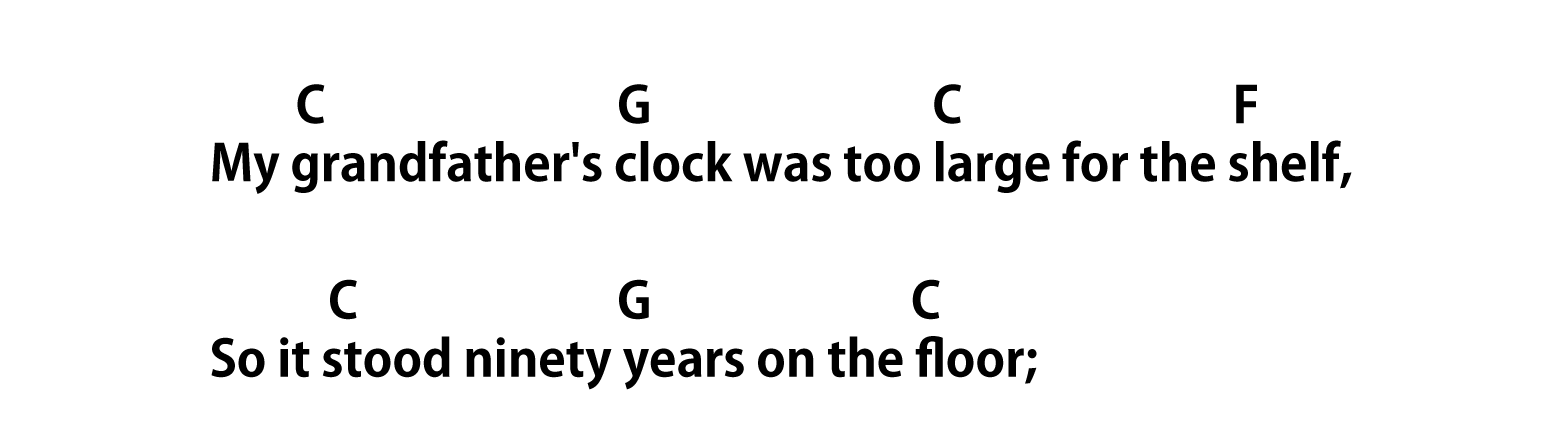 C G C F
My grandfather's clock was too large for the shelf,
C G C
So it stood ninety years on the floor;